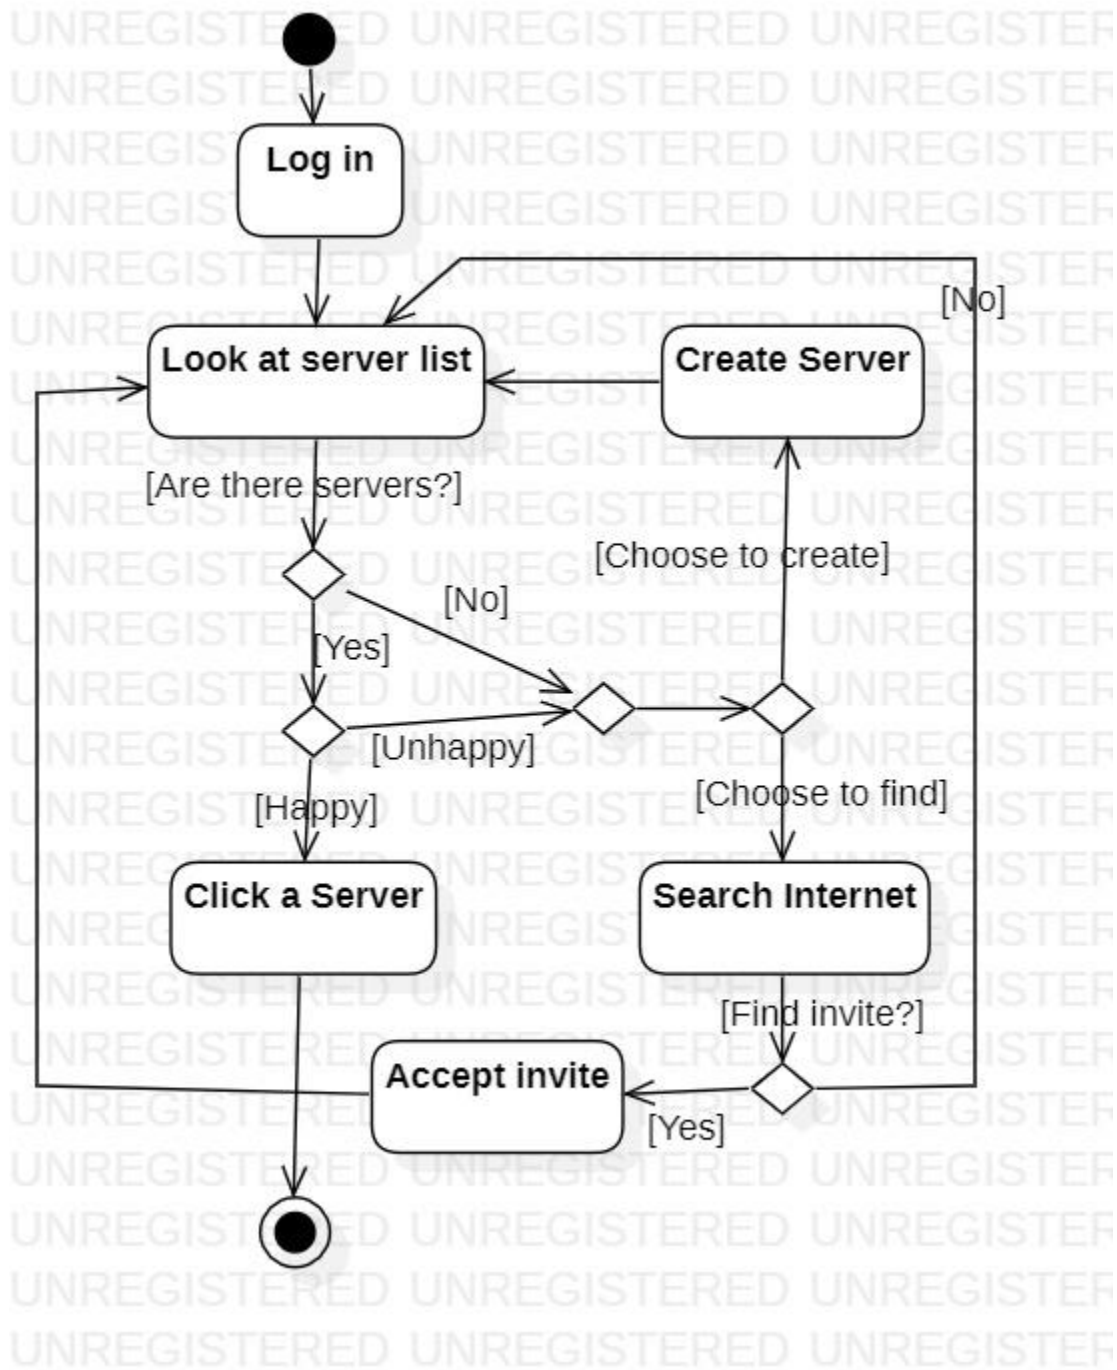 Log in
[No]
Look at server list
Create Server
[Are there servers?]
[Choose to create]
[No]
[Yes]
[Unhappy]
[Choose to find]
[Happy]
Click a Server
Search Internet
[Find invite?]
Accept invite
[Yes]
UNREGISTERED